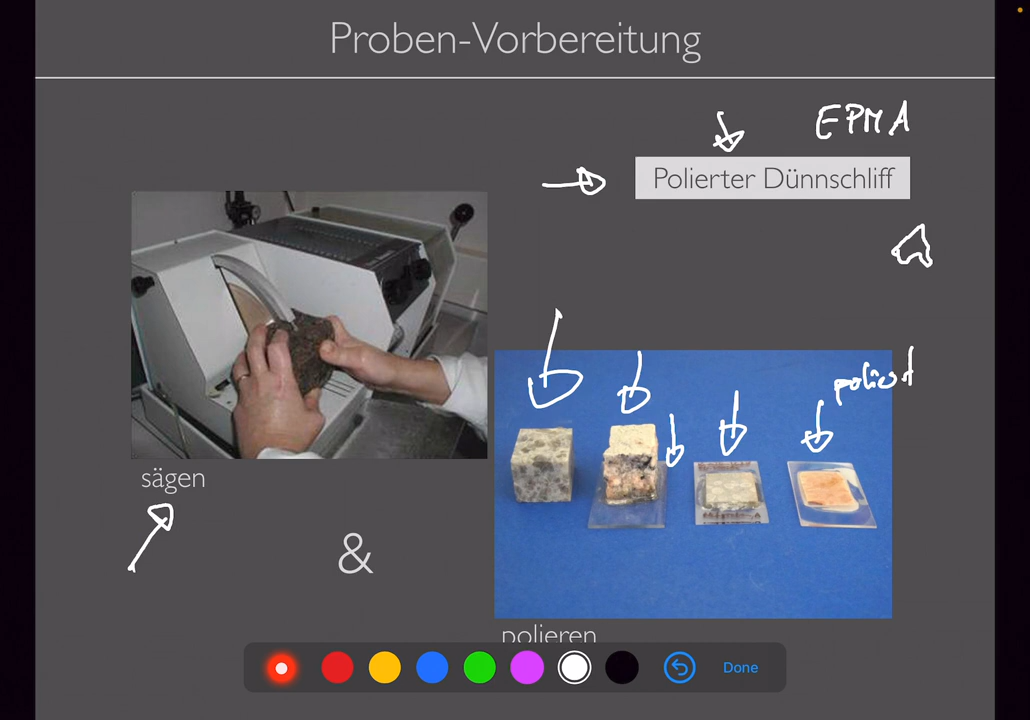 Proben-Vorbereitung
EPMA
Polierter Dünnschliff
poliert
sägen
&
polieren
Done